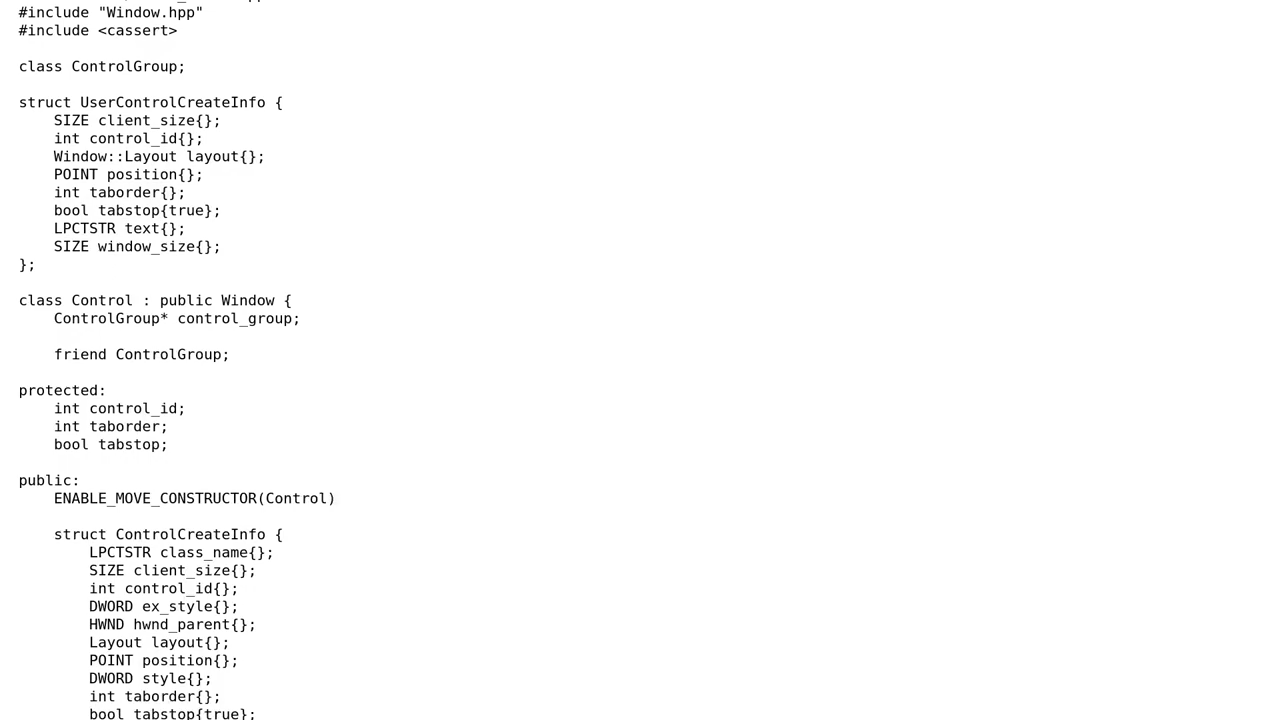 #include "Window.hpp"
#include <cassert>

class ControlGroup;

struct UserControlCreateInfo {
    SIZE client_size{};
    int control_id{};
    Window::Layout layout{};
    POINT position{};
    int taborder{};
    bool tabstop{true};
    LPCTSTR text{};
    SIZE window_size{};
};

class Control : public Window {
    ControlGroup* control_group;

    friend ControlGroup;

protected:
    int control_id;
    int taborder;
    bool tabstop;

public:
    ENABLE_MOVE_CONSTRUCTOR(Control)

    struct ControlCreateInfo {
        LPCTSTR class_name{};
        SIZE client_size{};
        int control_id{};
        DWORD ex_style{};
        HWND hwnd_parent{};
        Layout layout{};
        POINT position{};
        DWORD style{};
        int taborder{};
        bool tabstop{true};